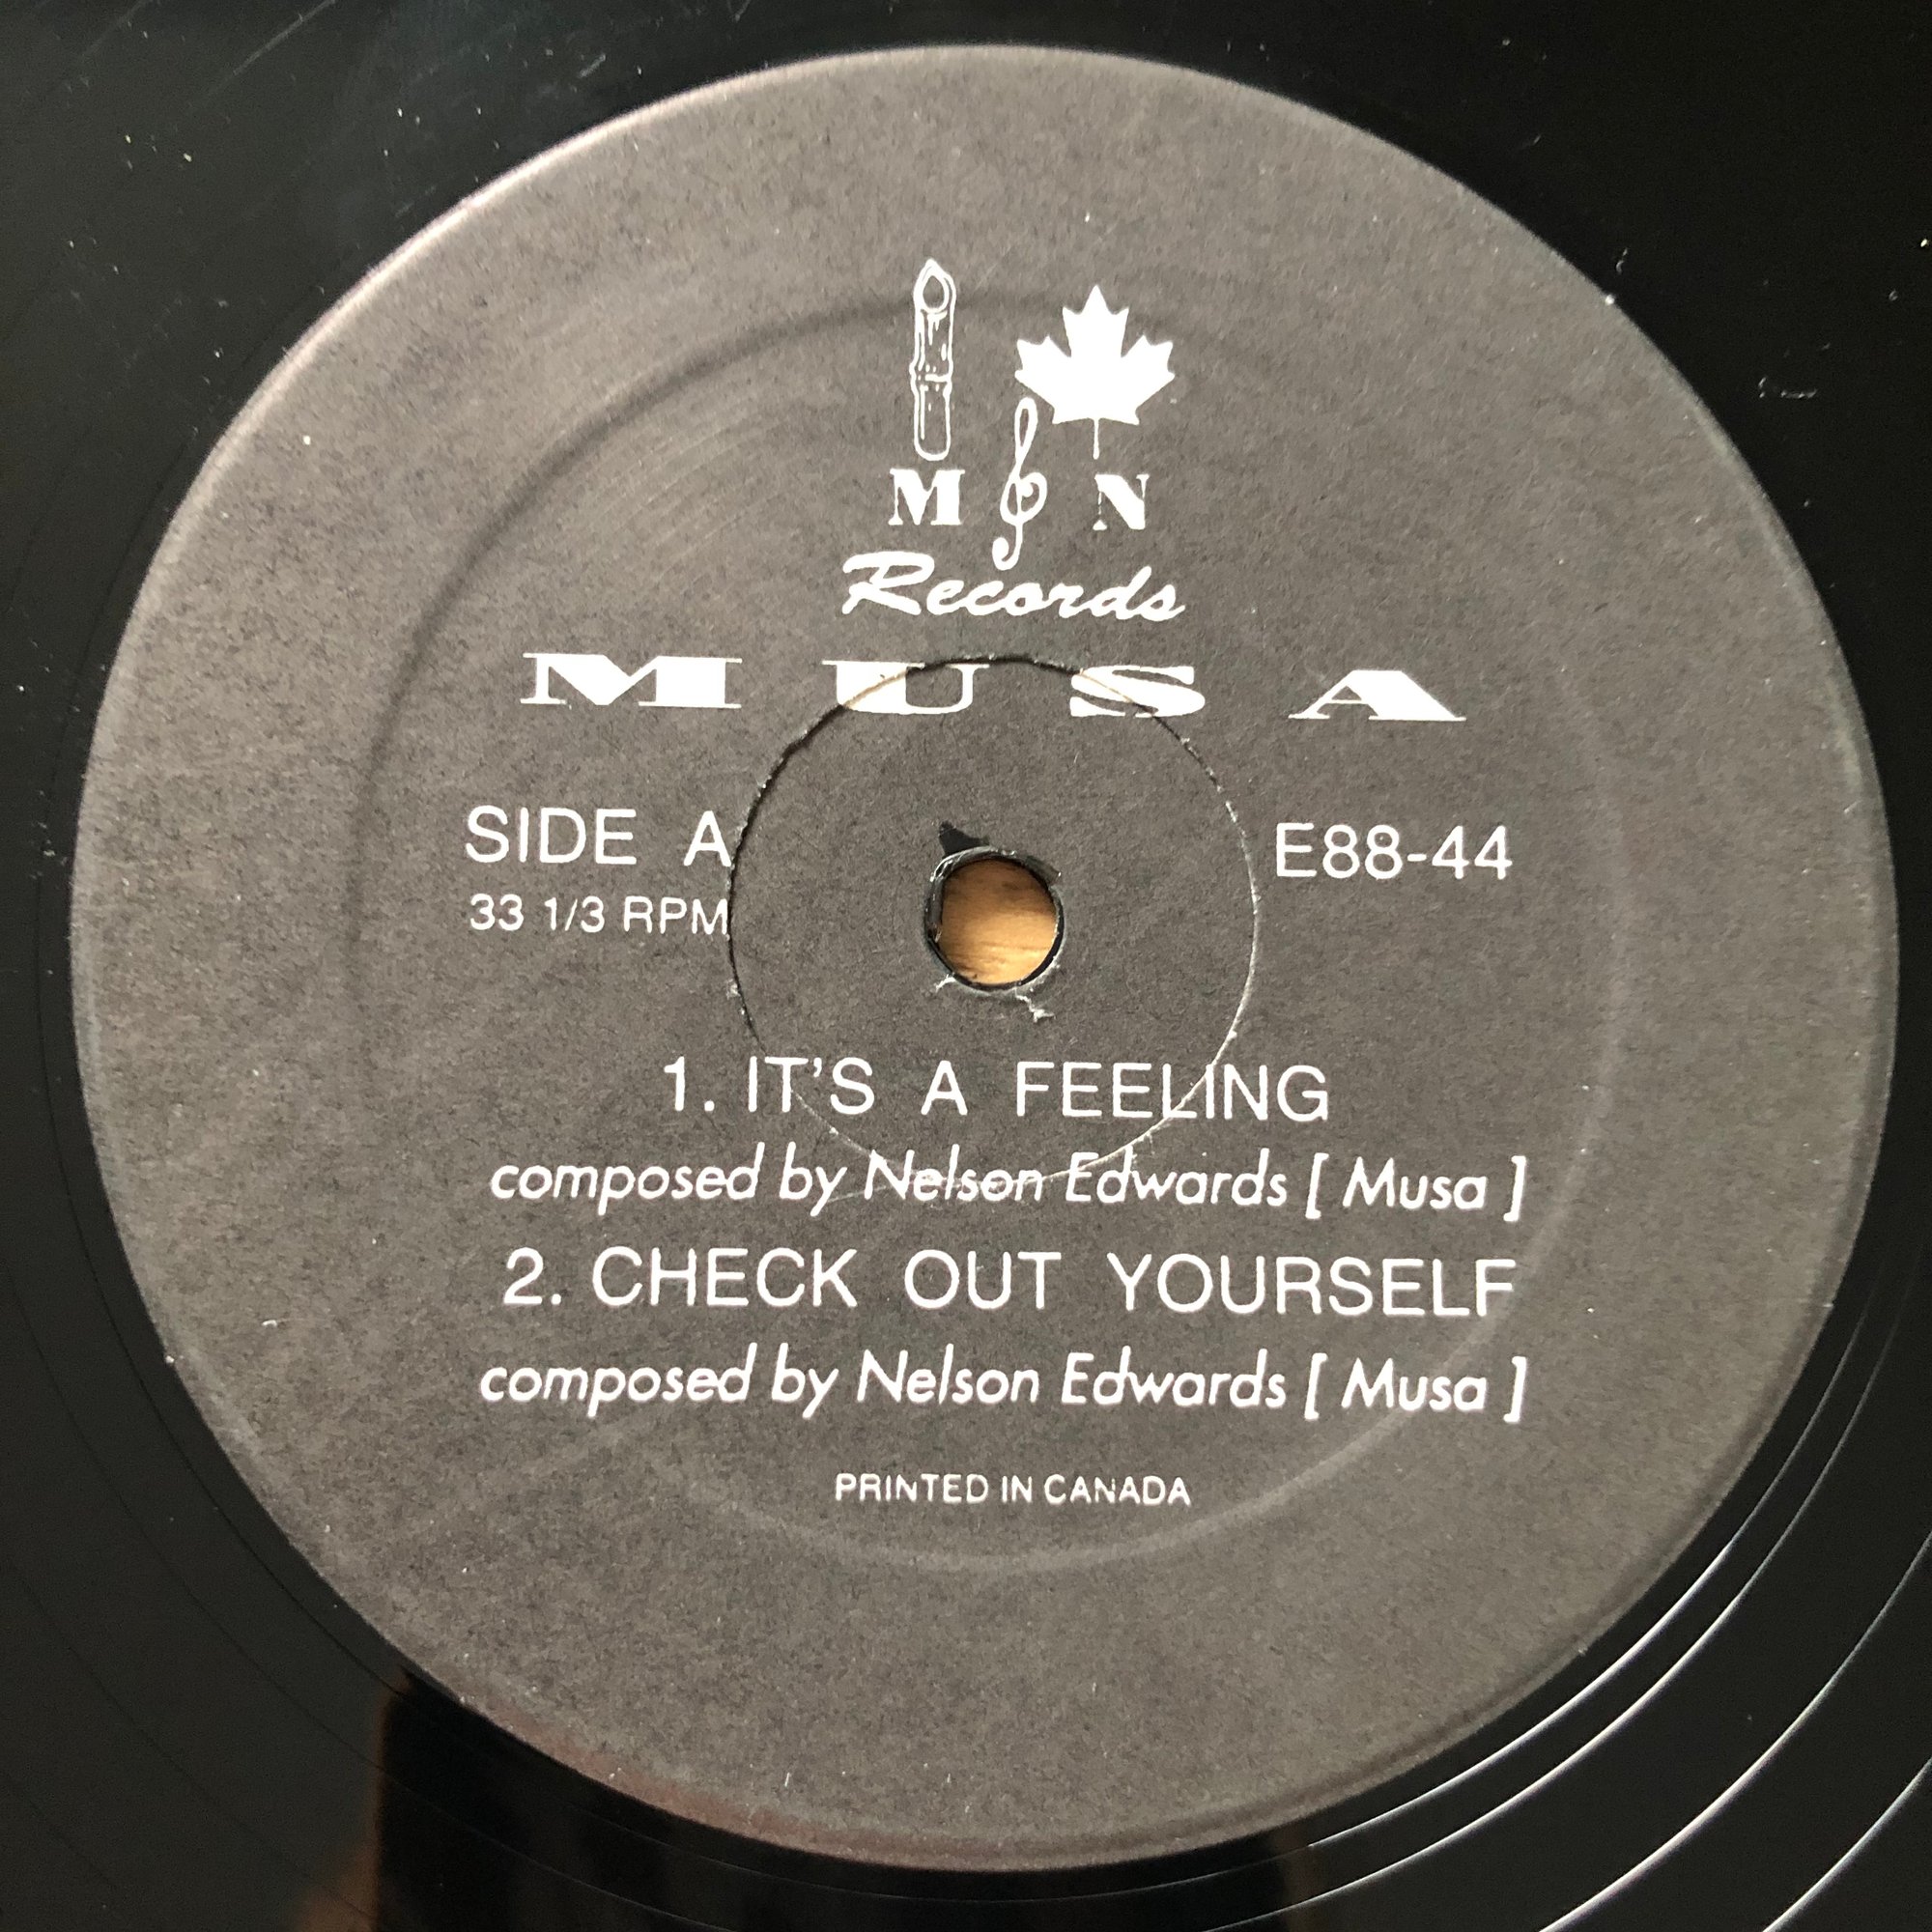 M N
Records
MUSA
SIDE A
E88-44
33 1/3 RPM
1. IT'S A FEELING
composed by Nelson Edwards [ Musa ]
2. CHECK OUT YOURSELF
composed by Nelson Edwards [ Musa ]
PRINTED IN CANADA